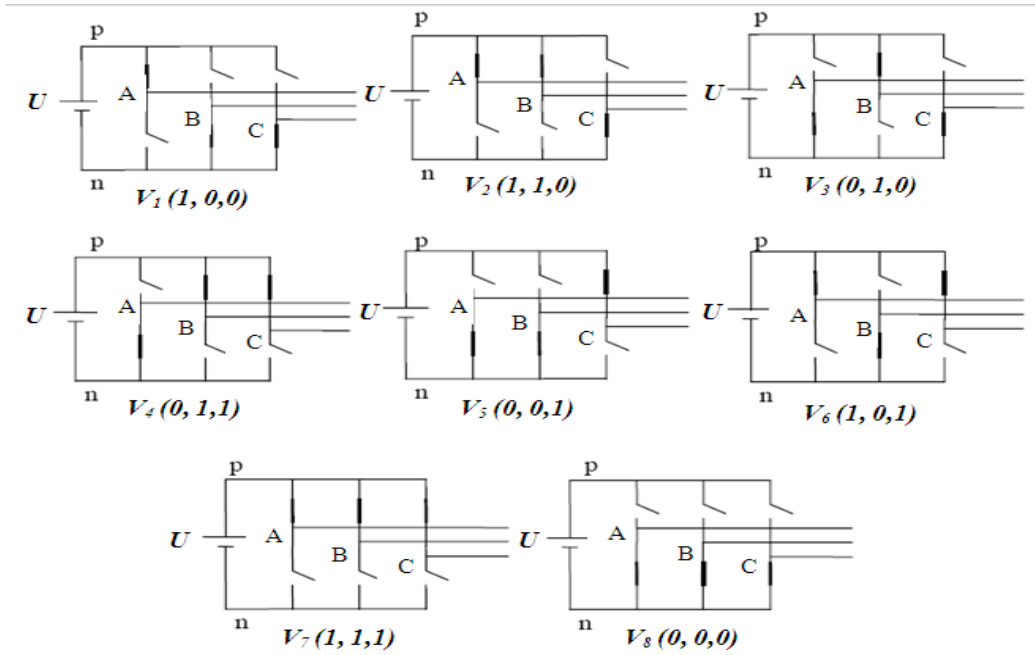 p p p
U A B C U A B C U A B C
n n n
V1 (1, 0,0) V2 (1, 1,0) V3 (0, 1,0)
p p p
U A B C U A B C U A B C
n n n
V4 (0, 1,1) V5 (0, 0,1) V6 (1, 0,1)
p p
U A B C U A B C
n n
V7 (1, 1,1) V8 (0, 0,0)